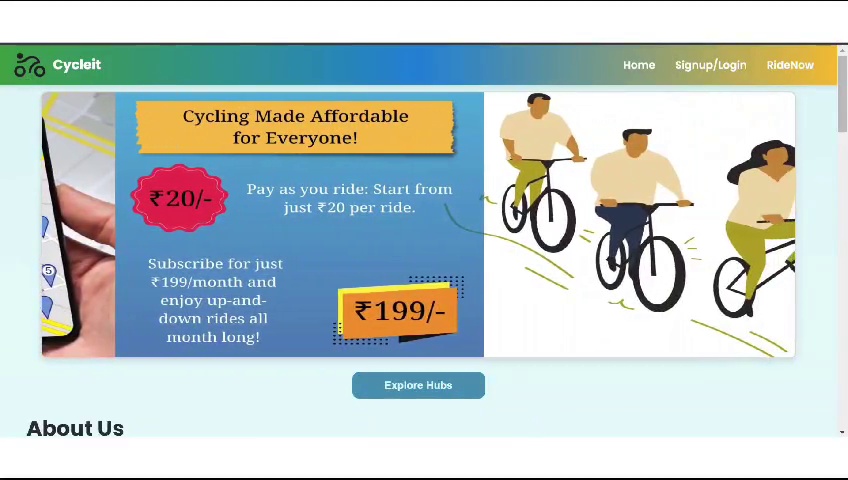 Cycleit
Home Signup/Login RideNow
Cycling Made Affordable
for Everyone!
₹20/-
Pay as you ride: Start from
just ₹20 per ride.
Subscribe for just
₹199/month and
enjoy up-and-
down rides all
month long!
₹199/-
5
Explore Hubs
About Us